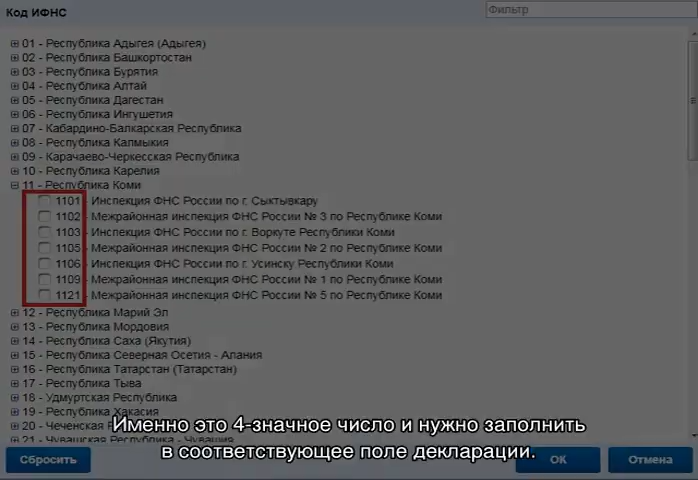 Код ИФНС
Фильтр
01 - Республика Адыгея (Адыгея)
02 - Республика Башкортостан
03 - Республика Бурятия
04 - Республика Алтай
05 - Республика Дагестан
06 - Республика Ингушетия
07 - Кабардино-Балкарская Республика
08 - Республика Калмыкия
09 - Карачаево-Черкесская Республика
10 - Республика Карелия
11 - Республика Коми
1101 - Инспекция ФНС России по г. Сыктывкару
1102 - Межрайонная инспекция ФНС России № 3 по Республике Коми
1103 - Инспекция ФНС России по г. Воркуте Республики Коми
1105 - Межрайонная инспекция ФНС России № 2 по Республике Коми
1106 - Инспекция ФНС России по г. Усинску Республики Коми
1109 - Межрайонная инспекция ФНС России № 1 по Республике Коми
1121 - Межрайонная инспекция ФНС России № 5 по Республике Коми
12 - Республика Марий Эл
13 - Республика Мордовия
14 - Республика Саха (Якутия)
15 - Республика Северная Осетия - Алания
16 - Республика Татарстан (Татарстан)
17 - Республика Тыва
18 - Удмуртская Республика
19 - Республика Хакасия
20 - Чеченская Республика
21 - Чувашская Республика - Чувашия
Именно это 4-значное число и нужно заполнить
в соответствующее поле декларации.
Сбросить
ОК
Отмена